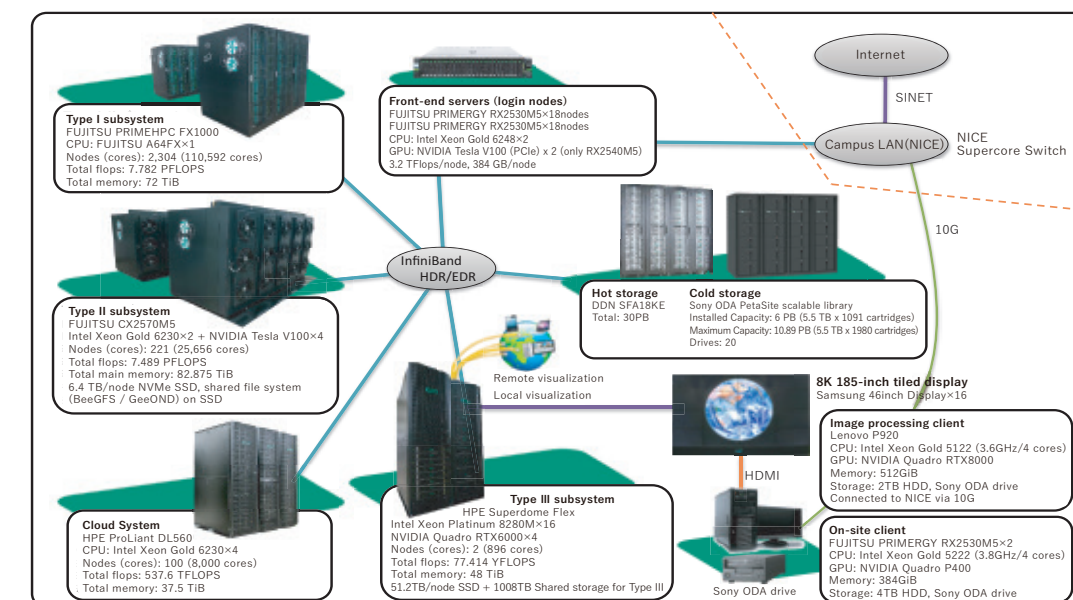 Type I subsystem
FUJITSU PRIMEHPC FX1000
CPU: FUJITSU A64FX×1
Nodes (cores): 2,304 (110,592 cores)
Total flops: 7.782 PFLOPS
Total memory: 72 TiB
Front-end servers (login nodes)
FUJITSU PRIMERGY RX2530M5×18nodes
FUJITSU PRIMERGY RX2530M5×18nodes
CPU: Intel Xeon Gold 6248×2
GPU: NVIDIA Tesla V100 (PCIe) x 2 (only RX2540M5)
3.2 TFlops/node, 384 GB/node
Internet
SINET
Campus LAN(NICE)
NICE
Supercore Switch
10G
InfiniBand
HDR/EDR
Type II subsystem
FUJITSU CX2570M5
Intel Xeon Gold 6230×2 + NVIDIA Tesla V100×4
Nodes (cores): 221 (25,656 cores)
Total flops: 7.489 PFLOPS
Total main memory: 82.875 TiB
6.4 TB/node NVMe SSD, shared file system
(BeeGFS / GeeOND) on SSD
Hot storage
DDN SFA18KE
Total: 30PB
Cold storage
Sony ODA PetaSite scalable library
Installed Capacity: 6 PB (5.5 TB x 1091 cartridges)
Maximum Capacity: 10.89 PB (5.5 TB x 1980 cartridges)
Drives: 20
Remote visualization
Local visualization
8K 185-inch tiled display
Samsung 46inch Display×16
Image processing client
Lenovo P920
CPU: Intel Xeon Gold 5122 (3.6GHz/4 cores)
GPU: NVIDIA Quadro RTX8000
Memory: 512GiB
Storage: 2TB HDD, Sony ODA drive
Connected to NICE via 10G
HDMI
Cloud System
HPE ProLiant DL560
CPU: Intel Xeon Gold 6230×4
Nodes (cores): 100 (8,000 cores)
Total flops: 537.6 TFLOPS
Total memory: 37.5 TiB
Type III subsystem
HPE Superdome Flex
Intel Xeon Platinum 8280M×16
NVIDIA Quadro RTX6000×4
Nodes (cores): 2 (896 cores)
Total flops: 77.414 YFLOPS
Total memory: 48 TiB
51.2TB/node SSD + 1008TB Shared storage for Type III
Sony ODA drive
On-site client
FUJITSU PRIMERGY RX2530M5×2
CPU: Intel Xeon Gold 5222 (3.8GHz/4 cores)
GPU: NVIDIA Quadro P400
Memory: 384GiB
Storage: 4TB HDD, Sony ODA drive